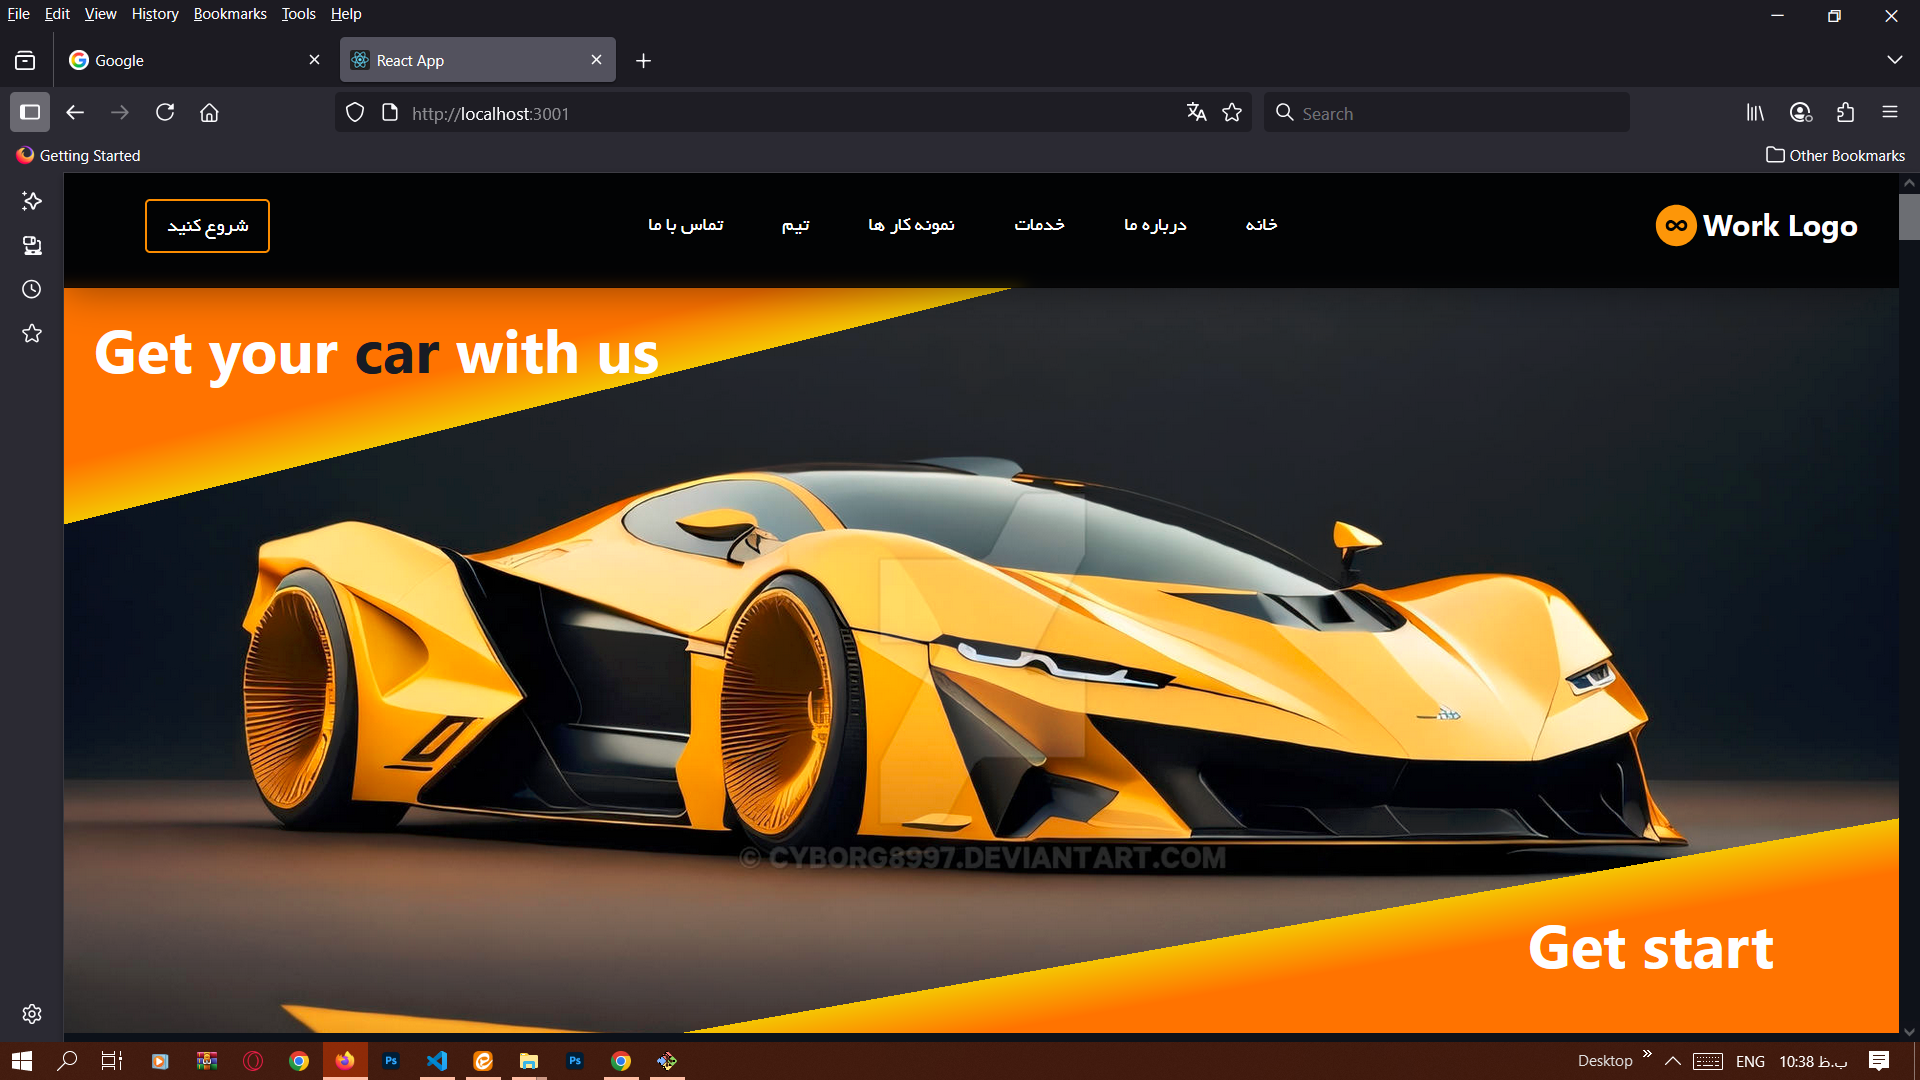 File Edit View History Bookmarks Tools Help
Google
React App
http://localhost:3001
Search
Getting Started
Other Bookmarks
شروع کنید
خانه درباره ما خدمات نمونه کار ها تیم تماس با ما
Work Logo
Get your car with us
© CYBORG8997.DEVIANTART.COM
Get start
Ps
Ps
Desktop
ENG
10:38 ب.ظ